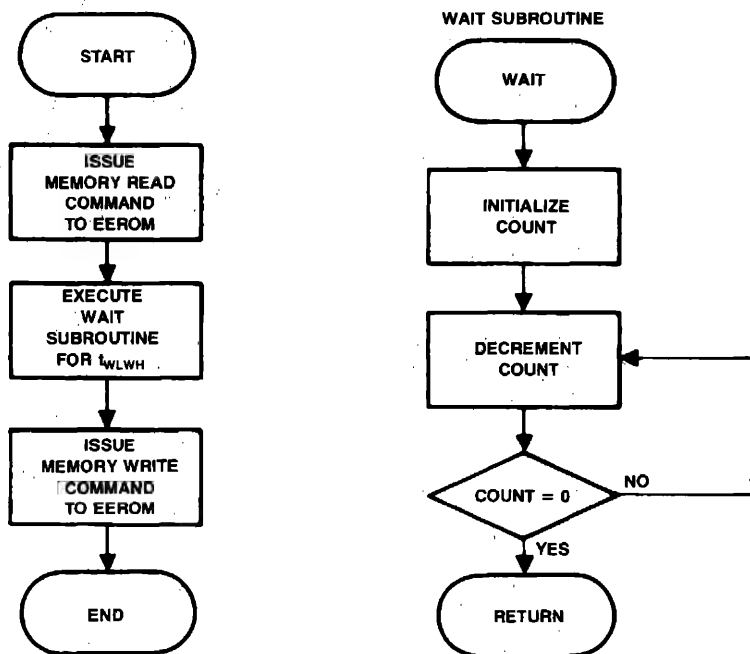 START
ISSUE
MEMORY READ
COMMAND
TO EEROM
EXECUTE
WAIT
SUBROUTINE
FOR tWLWH
ISSUE
MEMORY WRITE
COMMAND
TO EEROM
END
WAIT SUBROUTINE
WAIT
INITIALIZE
COUNT
DECREMENT
COUNT
COUNT = 0
NO
YES
RETURN